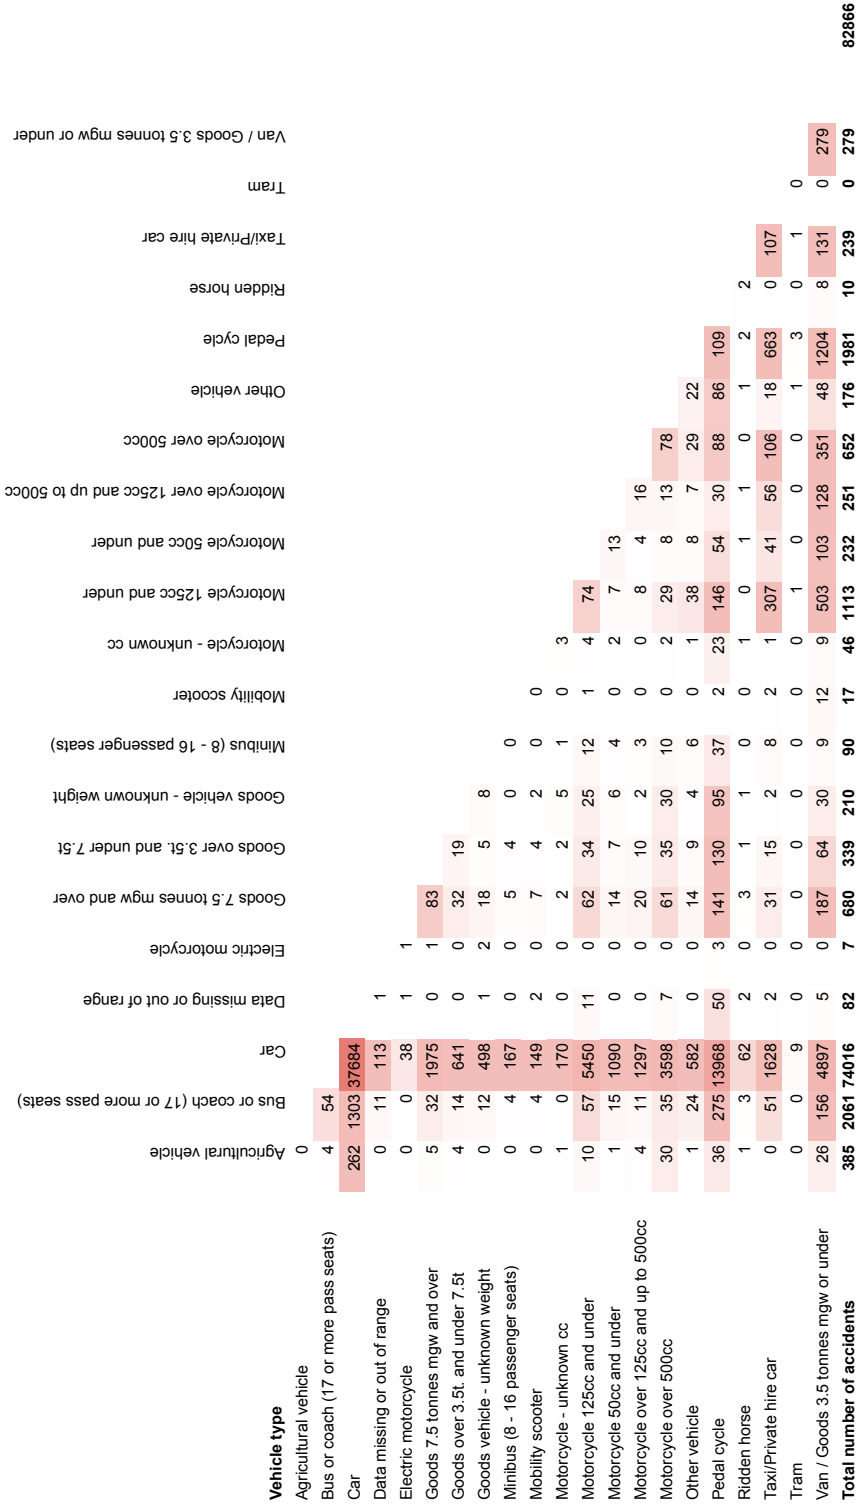 Agricultural vehicle
Bus or coach (17 or more pass seats)
Car
Data missing or out of range
Electric motorcycle
Goods 7.5 tonnes mgw and over
Goods over 3.5t. and under 7.5t
Goods vehicle - unknown weight
Minibus (8 - 16 passenger seats)
Mobility scooter
Motorcycle - unknown cc
Motorcycle 125cc and under
Motorcycle 50cc and under
Motorcycle over 125cc and up to 500cc
Motorcycle over 500cc
Other vehicle
Pedal cycle
Ridden horse
Taxi/Private hire car
Tram
Van / Goods 3.5 tonnes mgw or under
Vehicle type
Agricultural vehicle 0
Bus or coach (17 or more pass seats) 4 54
Car 262 1303 37684
Data missing or out of range 0 11 113 1
Electric motorcycle 0 0 38 1 1
Goods 7.5 tonnes mgw and over 5 32 1975 0 1 83
Goods over 3.5t. and under 7.5t 4 14 641 0 0 32 19
Goods vehicle - unknown weight 0 12 498 1 2 18 5 8
Minibus (8 - 16 passenger seats) 0 4 167 0 0 5 4 0 0
Mobility scooter 0 4 149 2 0 7 4 2 0 0
Motorcycle - unknown cc 1 0 170 0 0 2 2 5 1 0 3
Motorcycle 125cc and under 10 57 5450 11 0 62 34 25 12 1 4 74
Motorcycle 50cc and under 1 15 1090 0 0 14 7 6 4 0 2 7 13
Motorcycle over 125cc and up to 500cc 4 11 1297 0 0 20 10 2 3 0 0 8 4 16
Motorcycle over 500cc 30 35 3598 7 0 61 35 30 10 0 2 29 8 13 78
Other vehicle 1 24 582 0 0 14 9 4 6 0 1 38 8 7 29 22
Pedal cycle 36 275 13968 50 3 141 130 95 37 2 23 146 54 30 88 86 109
Ridden horse 1 3 62 2 0 3 1 1 0 0 1 0 1 1 0 1 2 2
Taxi/Private hire car 0 51 1628 2 0 31 15 2 8 2 1 307 41 56 106 18 663 0 107
Tram 0 0 9 0 0 0 0 0 0 0 0 1 0 0 0 1 3 0 1 0
Van / Goods 3.5 tonnes mgw or under 26 156 4897 5 0 187 64 30 9 12 9 503 103 128 351 48 1204 8 131 0 279
Total number of accidents 385 2061 74016 82 7 680 339 210 90 17 46 1113 232 251 652 176 1981 10 239 0 279 82866